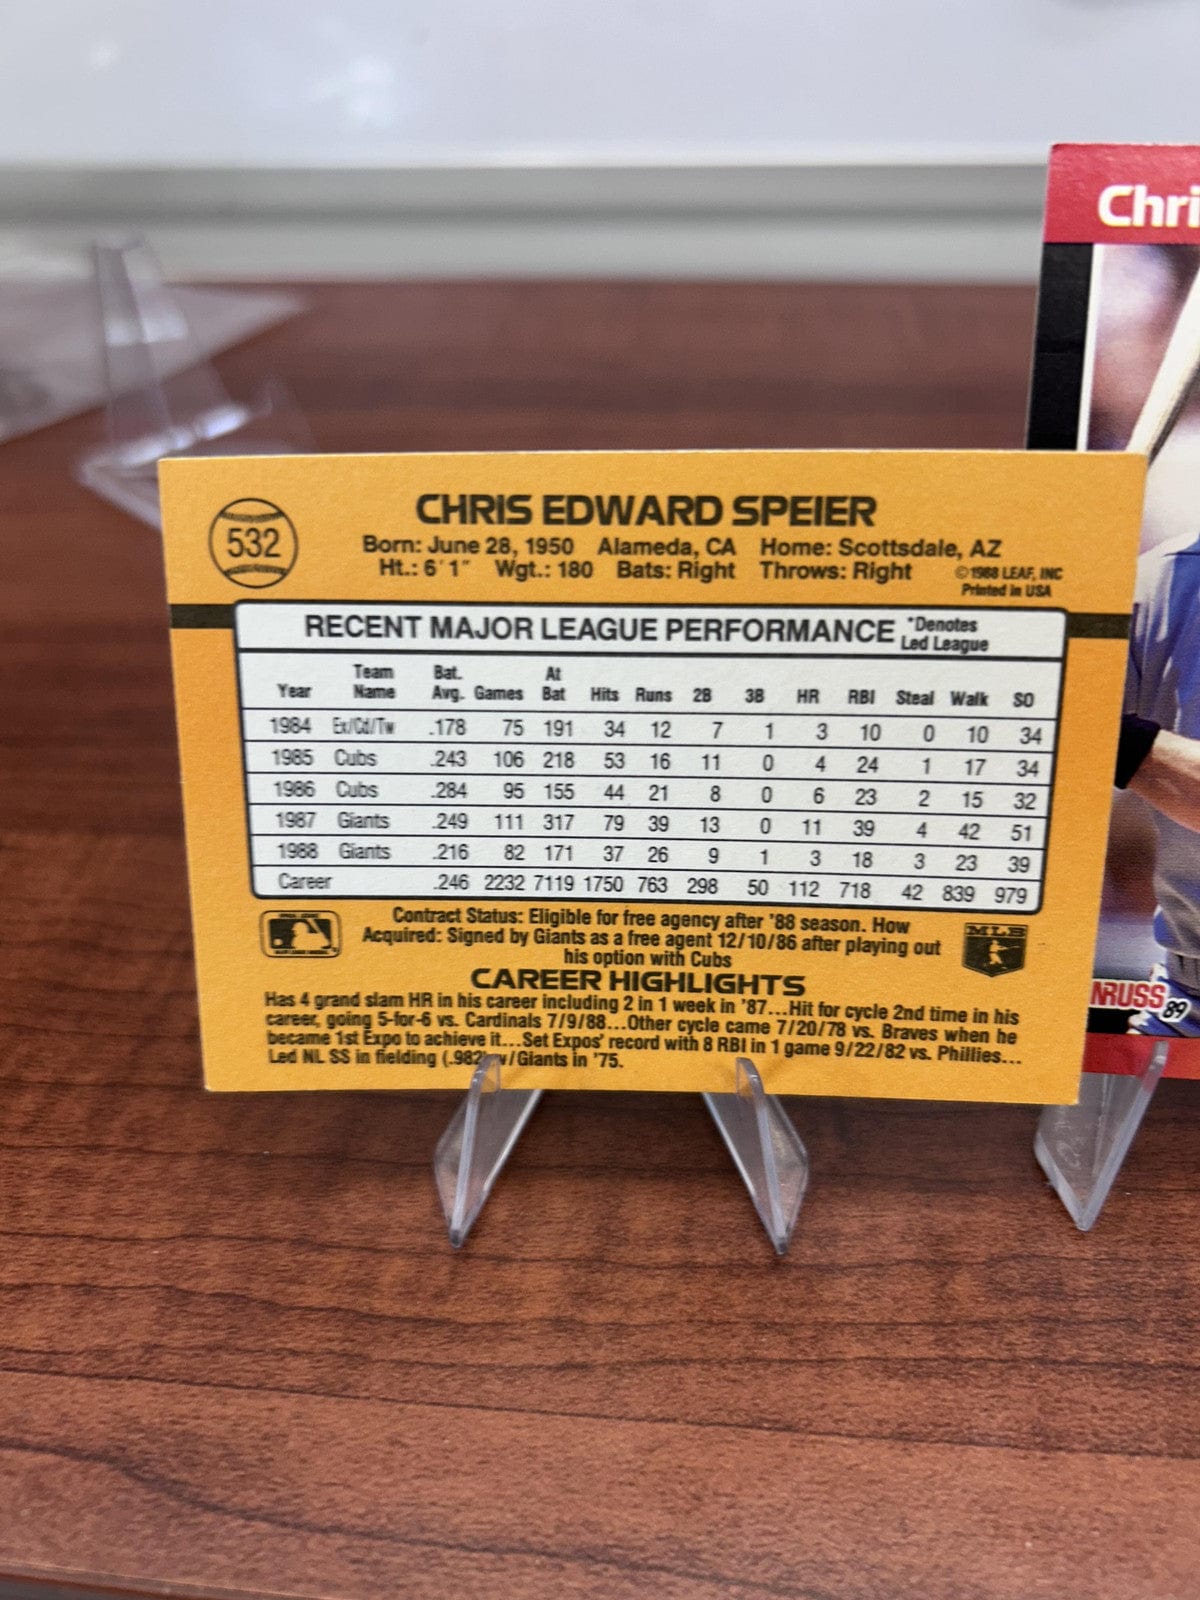 532
CHRIS EDWARD SPEIER
Born: June 28, 1950 Alameda, CA Home: Scottsdale, AZ
Ht.: 6'1" Wgt.: 180 Bats: Right Throws: Right
©1988 LEAF, INC
Printed in USA
RECENT MAJOR LEAGUE PERFORMANCE *Denotes Led League
Year Team Name Bat. Avg. Games At Bat Hits Runs 2B 3B HR RBI Steal Walk SO
1984 Ex/Cd/Tw .178 75 191 34 12 7 1 3 10 0 10 34
1985 Cubs .243 106 218 53 16 11 0 4 24 1 17 34
1986 Cubs .284 95 155 44 21 8 0 6 23 2 15 32
1987 Giants .249 111 317 79 39 13 0 11 39 4 42 51
1988 Giants .216 82 171 37 26 9 1 3 18 3 23 39
Career .246 2232 7119 1750 763 298 50 112 718 42 839 979
Contract Status: Eligible for free agency after '88 season. How
Acquired: Signed by Giants as a free agent 12/10/86 after playing out
his option with Cubs
MLB
CAREER HIGHLIGHTS
Has 4 grand slam HR in his career including 2 in 1 week in '87...Hit for cycle 2nd time in his
career, going 5-for-6 vs. Cardinals 7/9/88...Other cycle came 7/20/78 vs. Braves when he
became 1st Expo to achieve it...Set Expos' record with 8 RBI in 1 game 9/22/82 vs. Phillies...
Led NL SS in fielding (.982) w/Giants in '75.
Chri
RUSS 89